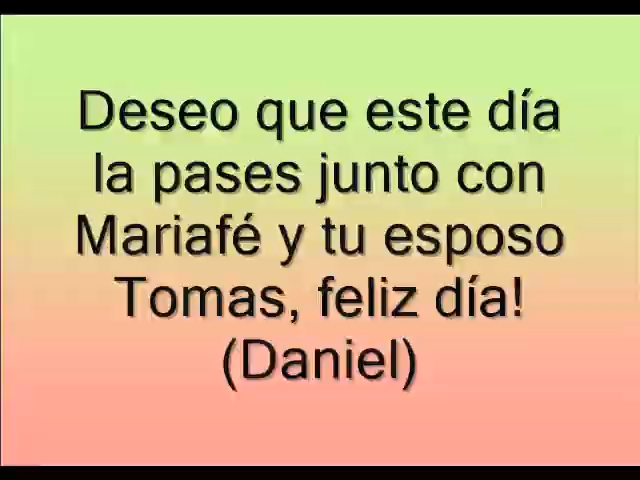 Deseo que este día
la pases junto con
Mariafé y tu esposo
Tomas, feliz día!
(Daniel)